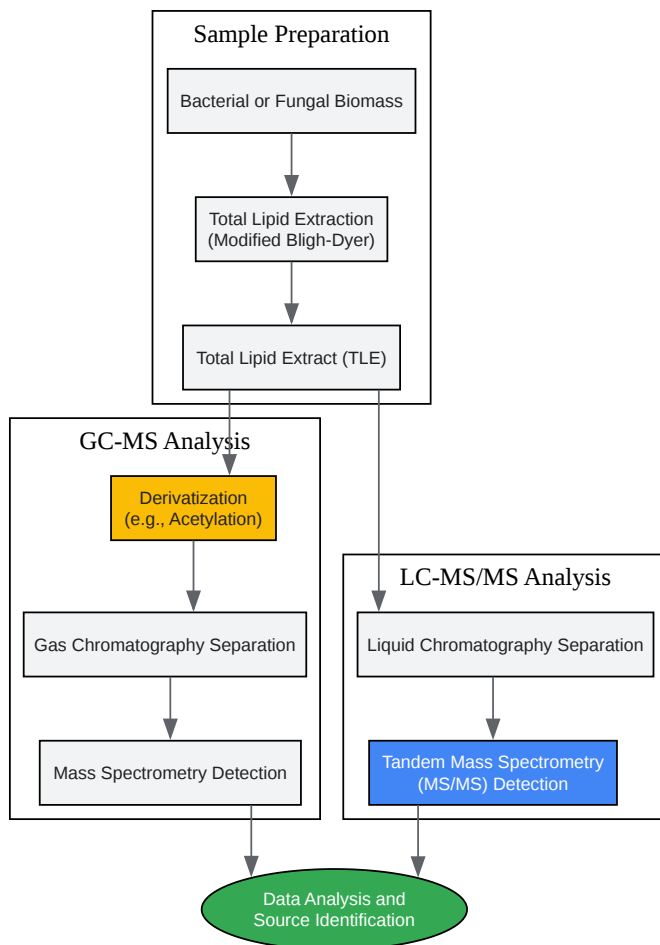 Sample Preparation
Bacterial or Fungal Biomass
Total Lipid Extraction
(Modified Bligh-Dyer)
Total Lipid Extract (TLE)
GC-MS Analysis
Derivatization
(e.g., Acetylation)
Gas Chromatography Separation
Mass Spectrometry Detection
LC-MS/MS Analysis
Liquid Chromatography Separation
Tandem Mass Spectrometry
(MS/MS) Detection
Data Analysis and
Source Identification